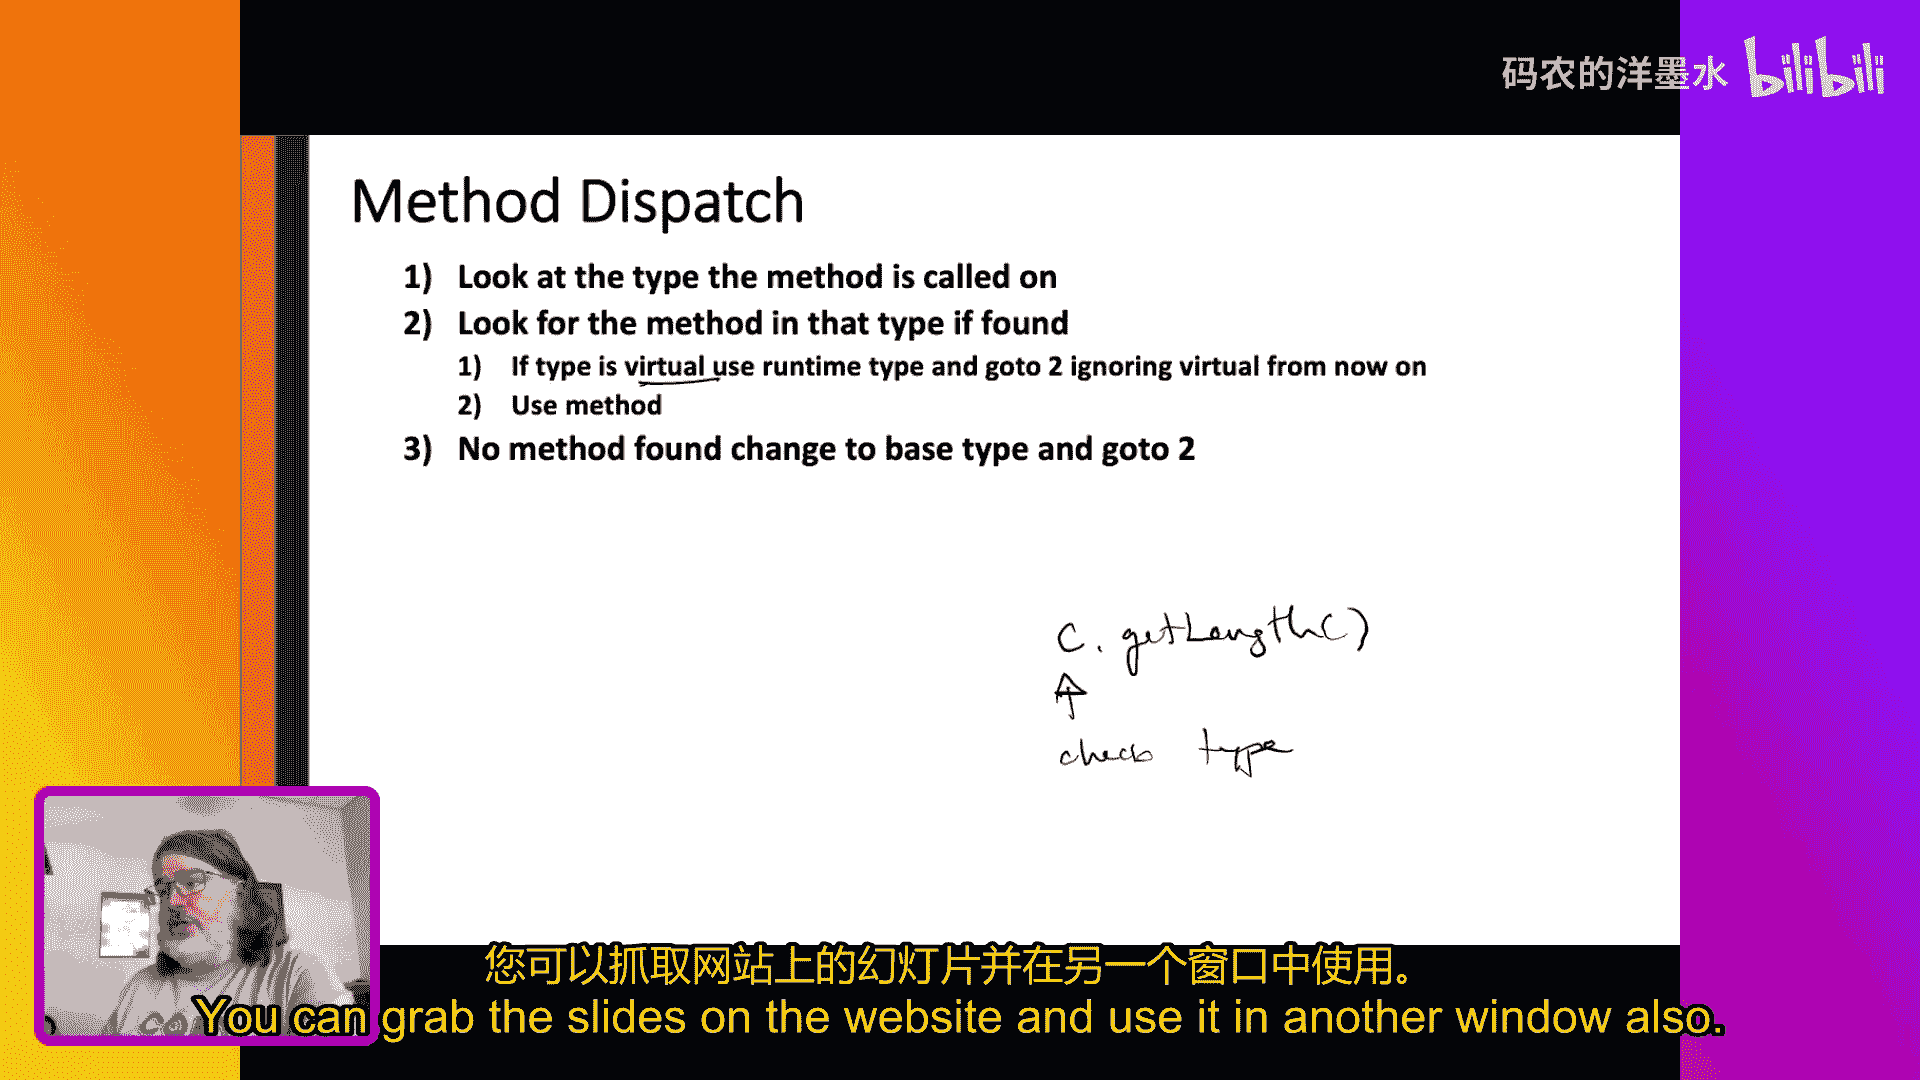 码农的洋墨水 bilibili
Method Dispatch
1) Look at the type the method is called on
2) Look for the method in that type if found
1) If type is virtual use runtime type and goto 2 ignoring virtual from now on
2) Use method
3) No method found change to base type and goto 2
C. getLength()
check type
您可以抓取网站上的幻灯片并在另一个窗口中使用。
You can grab the slides on the website and use it in another window also.